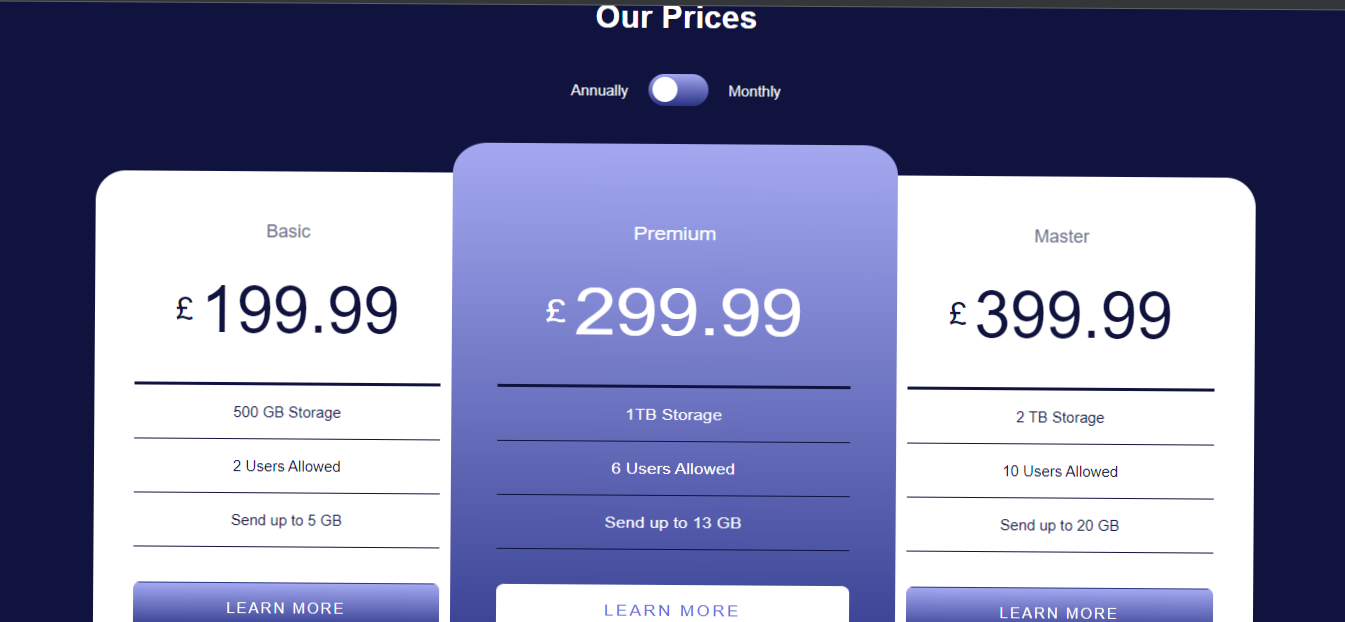 Our Prices
Annually Monthly
Basic
£ 199.99
500 GB Storage
2 Users Allowed
Send up to 5 GB
LEARN MORE
Premium
£ 299.99
1TB Storage
6 Users Allowed
Send up to 13 GB
LEARN MORE
Master
£ 399.99
2 TB Storage
10 Users Allowed
Send up to 20 GB
LEARN MORE